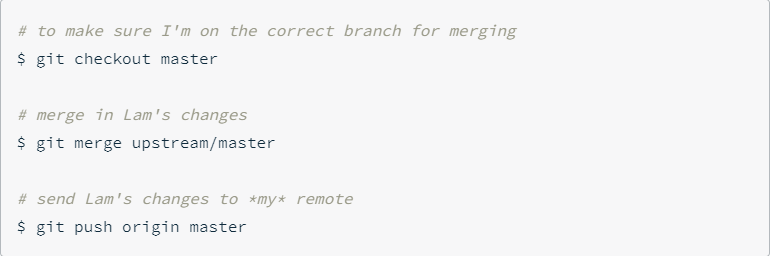 # to make sure I'm on the correct branch for merging
$ git checkout master
# merge in Lam's changes
$ git merge upstream/master
# send Lam's changes to *my* remote
$ git push origin master